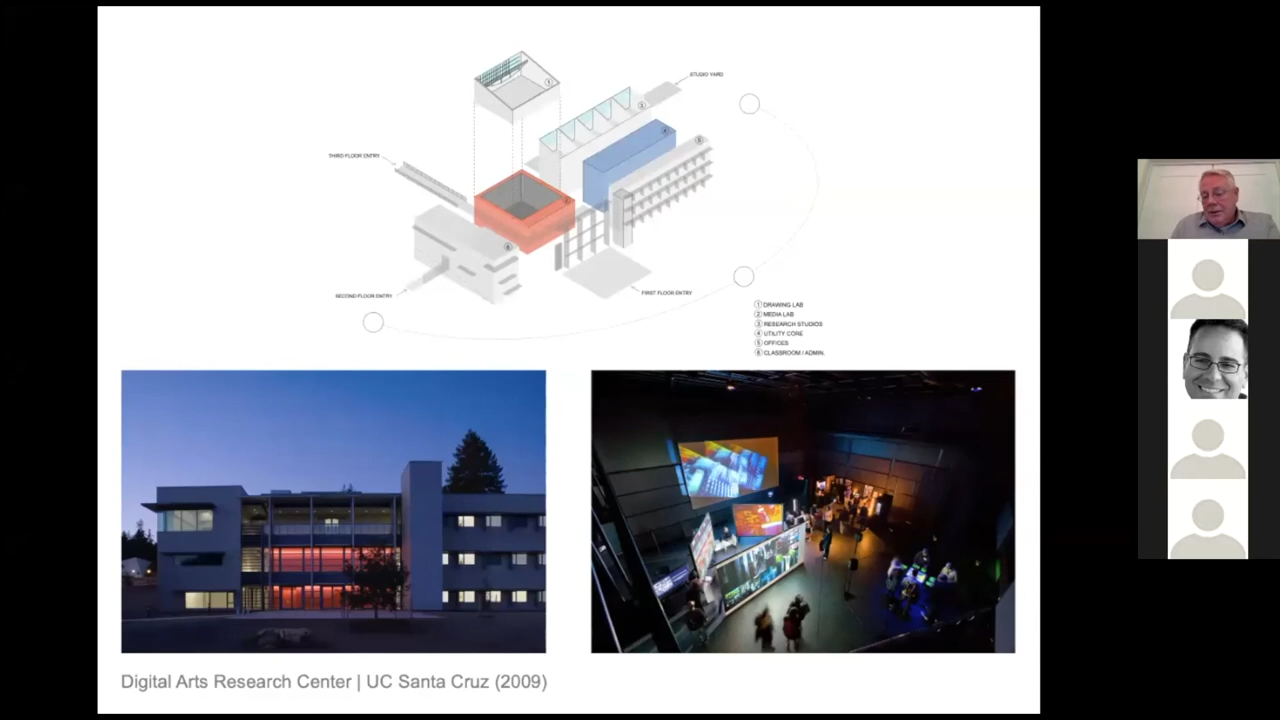 STUDIO YARD
THIRD FLOOR ENTRY
SECOND FLOOR ENTRY
FIRST FLOOR ENTRY
1 DRAWING LAB
2 MEDIA LAB
3 RESEARCH STUDIOS
4 UTILITY CORE
5 OFFICES
6 CLASSROOM / ADMIN.
Digital Arts Research Center | UC Santa Cruz (2009)